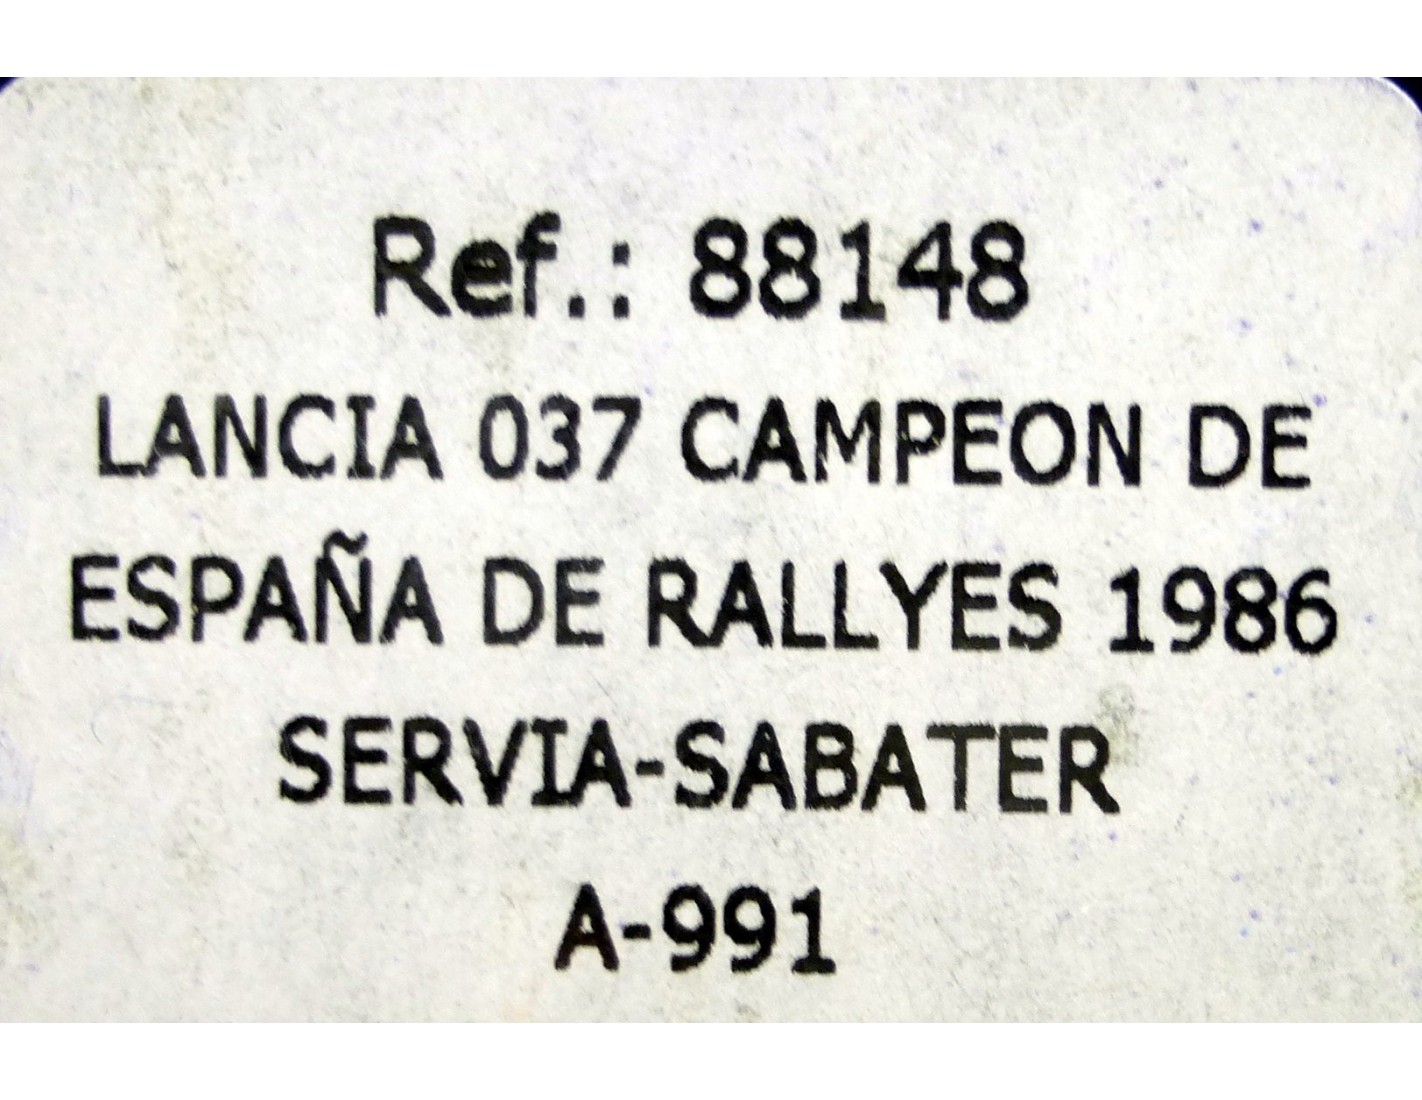 Ref.: 88148
LANCIA 037 CAMPEON DE
ESPAÑA DE RALLYES 1986
SERVIA-SABATER
A-991